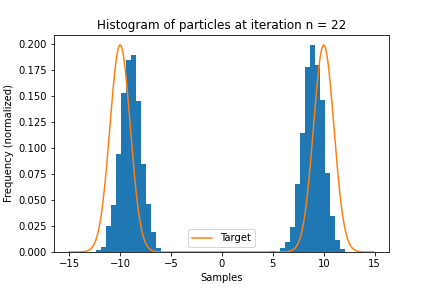 Histogram of particles at iteration n = 22
Frequency (normalized)
0.200
0.175
0.150
0.125
0.100
0.075
0.050
0.025
0.000
Target
−15 −10 −5 0 5 10 15
Samples